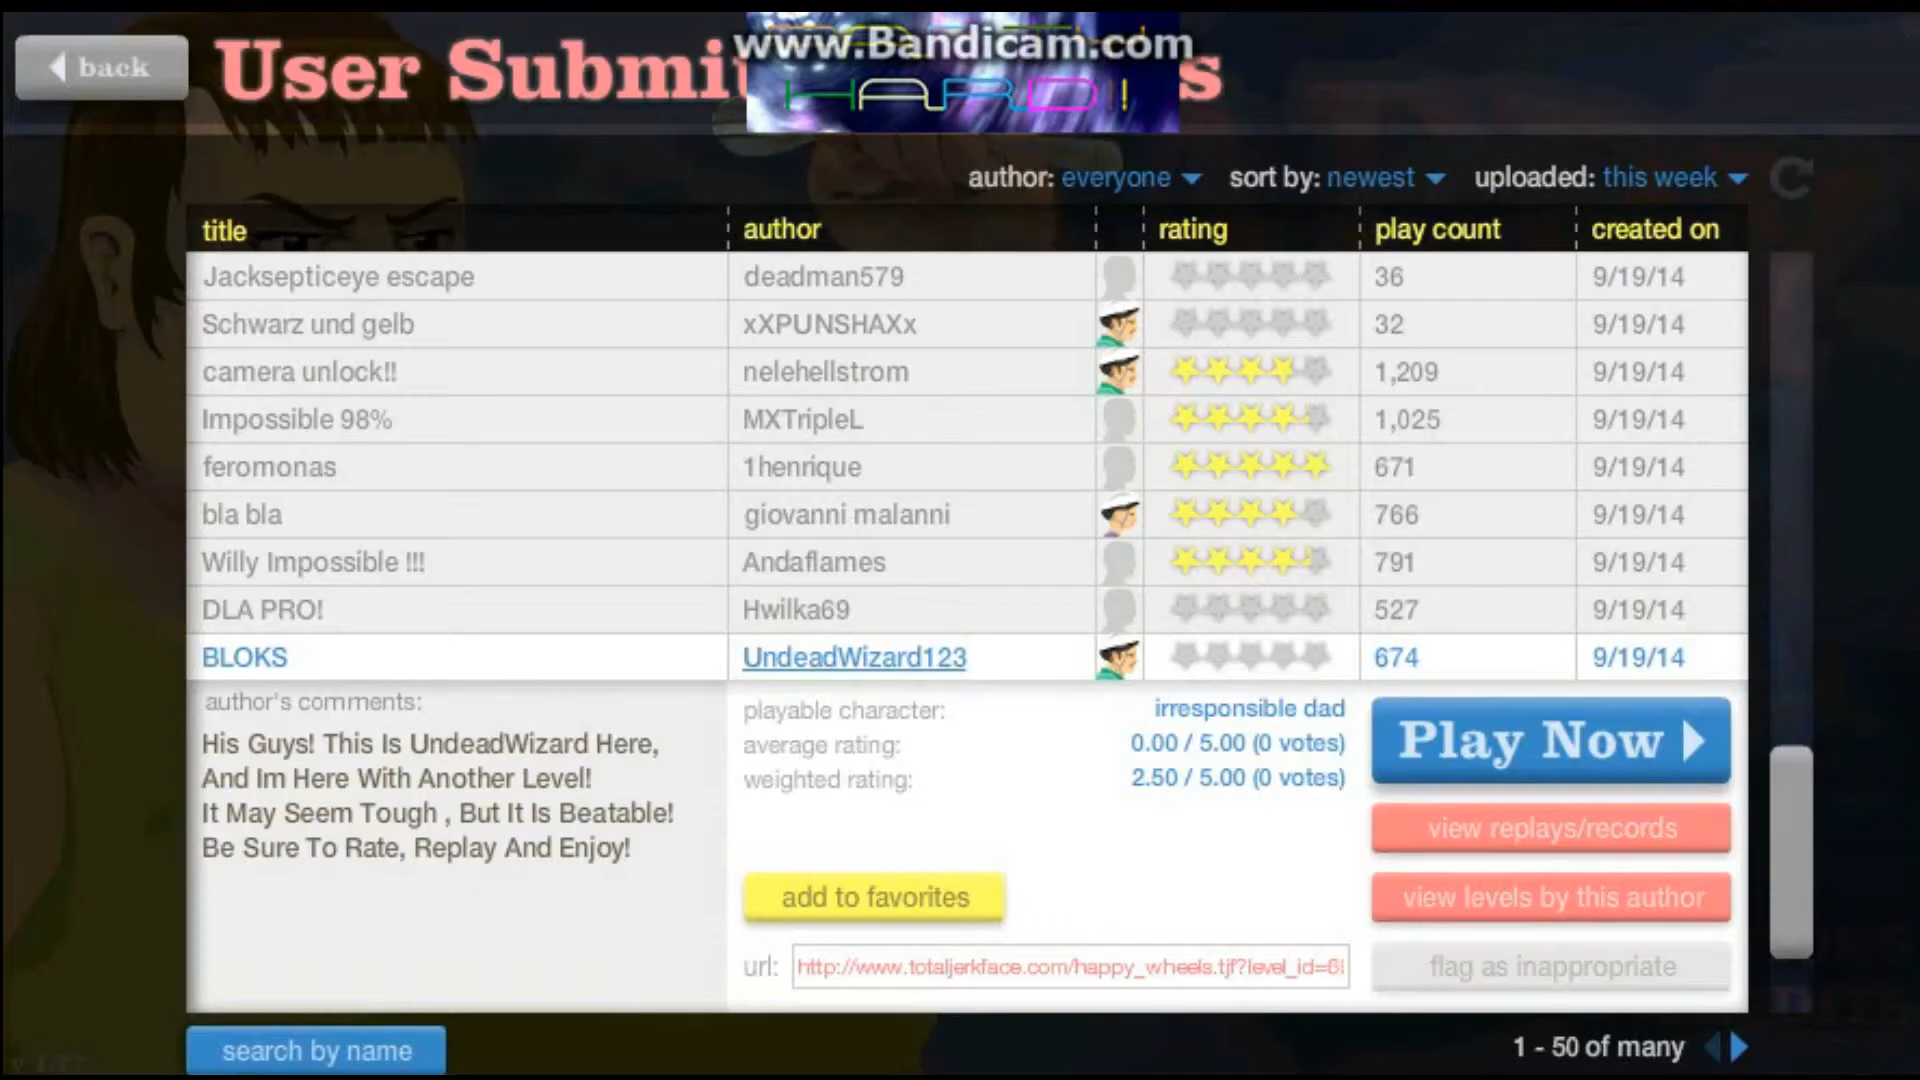 back
User Submit
s
www.Bandicam.com
HARD!
author: everyone
sort by: newest
uploaded: this week
title author rating play count created on
Jacksepticeye escape deadman579 36 9/19/14
Schwarz und gelb xXPUNSHAXx 32 9/19/14
camera unlock!! nelehellstrom 1,209 9/19/14
Impossible 98% MXTripleL 1,025 9/19/14
feromonas 1henrique 671 9/19/14
bla bla giovanni malanni 766 9/19/14
Willy Impossible !!! Andaflames 791 9/19/14
DLA PRO! Hwilka69 527 9/19/14
BLOKS UndeadWizard123 674 9/19/14
author's comments:
His Guys! This Is UndeadWizard Here,
And Im Here With Another Level!
It May Seem Tough , But It Is Beatable!
Be Sure To Rate, Replay And Enjoy!
playable character: irresponsible dad
average rating: 0.00 / 5.00 (0 votes)
weighted rating: 2.50 / 5.00 (0 votes)
add to favorites
url: http://www.totaljerkface.com/happy_wheels.tjf?level_id=6
Play Now
view replays/records
view levels by this author
flag as inappropriate
search by name
1 - 50 of many